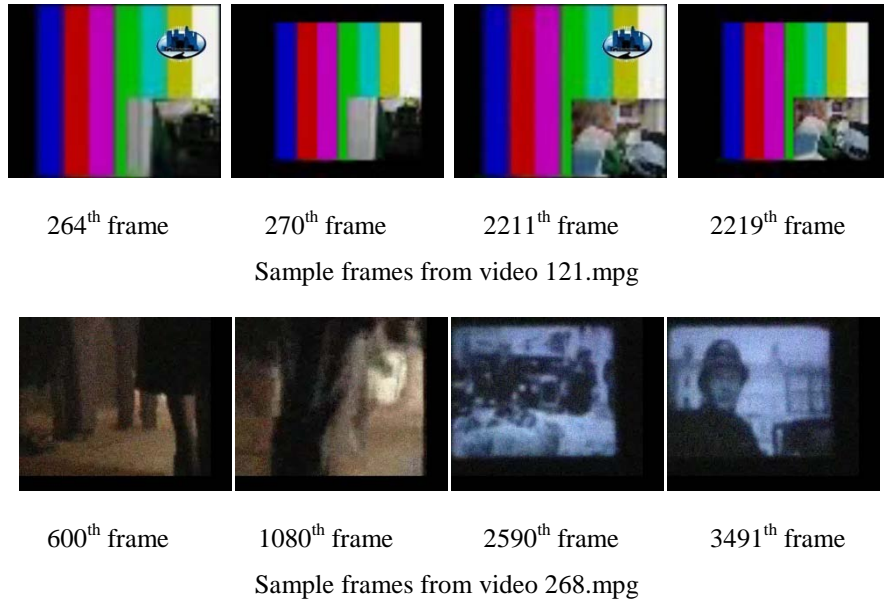 264th frame 270th frame 2211th frame 2219th frame
Sample frames from video 121.mpg
600th frame 1080th frame 2590th frame 3491th frame
Sample frames from video 268.mpg